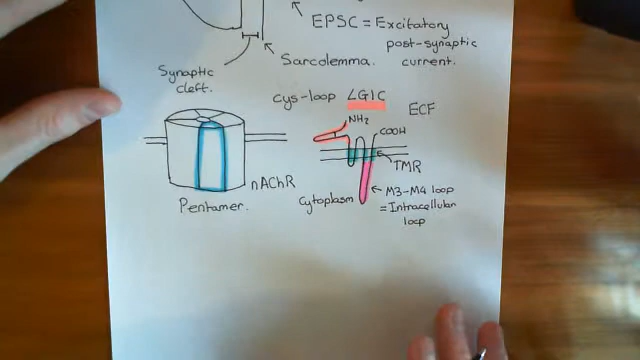 EPSC = Excitatory
post-synaptic
current.
Sarcolemma.
Synaptic
cleft.
cys-loop LGIC
ECF
NH2
COOH
TMR
nAChR
Pentamer.
Cytoplasm
M3-M4 loop
= Intracellular
loop